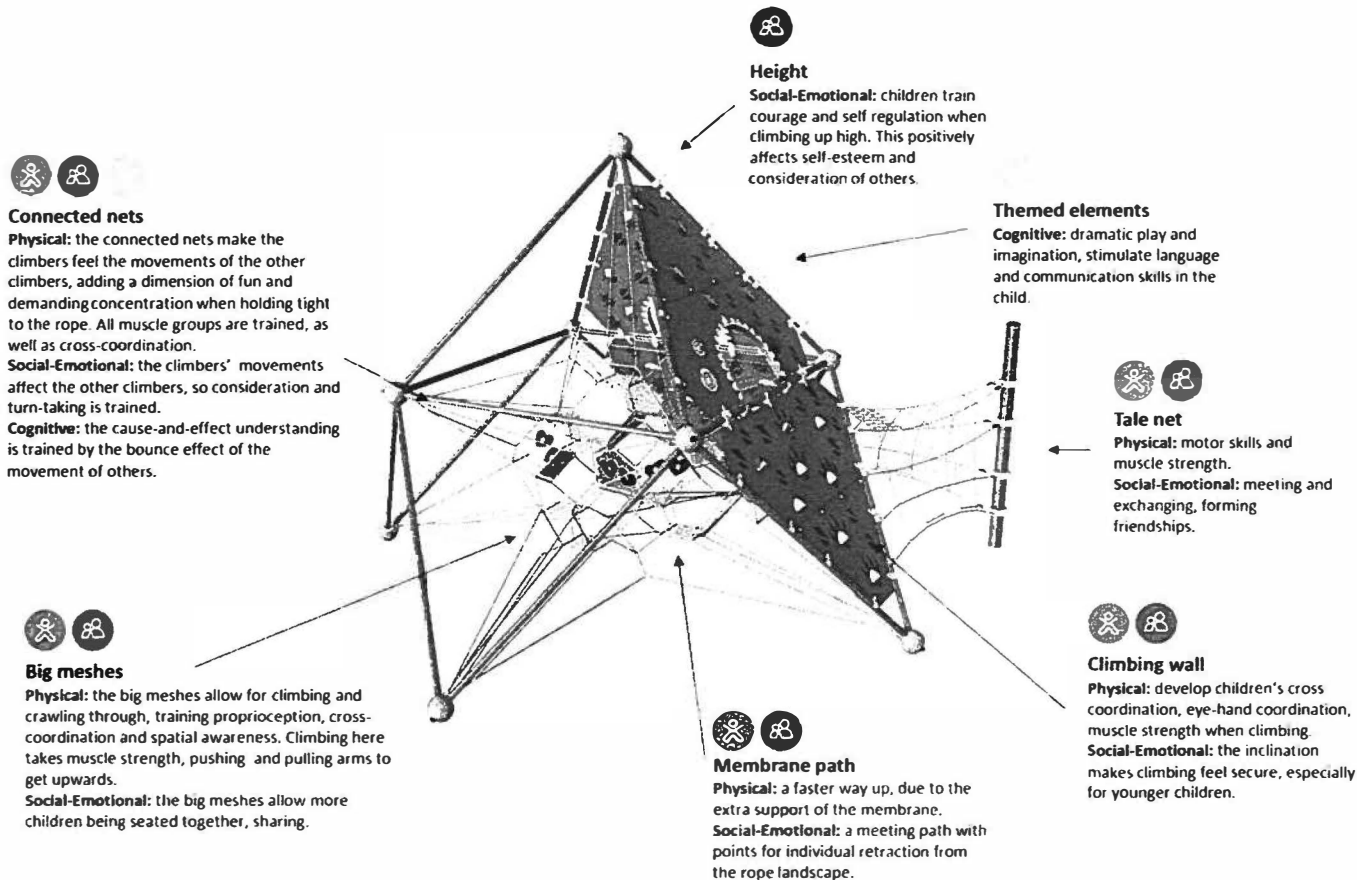 Height
Social-Emotional: children train
courage and self regulation when
climbing up high. This positively
affects self-esteem and
consideration of others.
Connected nets
Physical: the connected nets make the
climbers feel the movements of the other
climbers, adding a dimension of fun and
demanding concentration when holding tight
to the rope. All muscle groups are trained, as
well as cross-coordination.
Social-Emotional: the climbers' movements
affect the other climbers, so consideration and
turn-taking is trained.
Cognitive: the cause-and-effect understanding
is trained by the bounce effect of the
movement of others.
Themed elements
Cognitive: dramatic play and
imagination, stimulate language
and communication skills in the
child.
Tale net
Physical: motor skills and
muscle strength.
Social-Emotional: meeting and
exchanging, forming
friendships.
Big meshes
Physical: the big meshes allow for climbing and
crawling through, training proprioception, cross-
coordination and spatial awareness. Climbing here
takes muscle strength, pushing and pulling arms to
get upwards.
Social-Emotional: the big meshes allow more
children being seated together, sharing.
Membrane path
Physical: a faster way up, due to the
extra support of the membrane.
Social-Emotional: a meeting path with
points for individual retraction from
the rope landscape.
Climbing wall
Physical: develop children's cross
coordination, eye-hand coordination,
muscle strength when climbing.
Social-Emotional: the inclination
makes climbing feel secure, especially
for younger children.